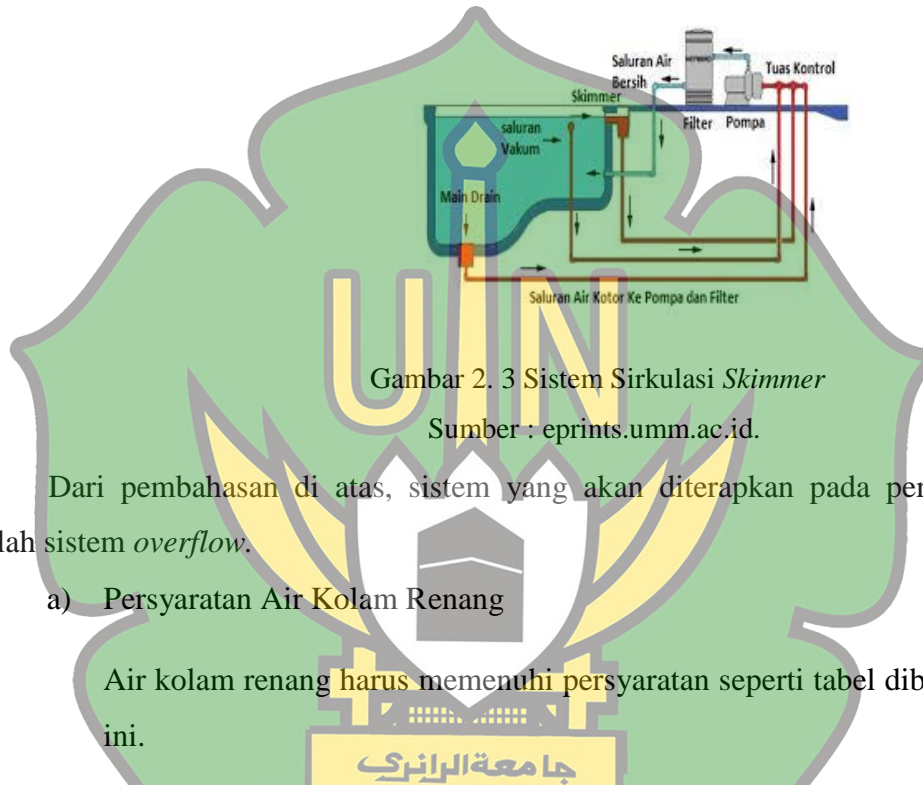 Saluran Air
Bersih
Tuas Kontrol
Skimmer
Filter Pompa
saluran
Vakum
Main Drain
Saluran Air Kotor Ke Pompa dan Filter
UIN
Gambar 2. 3 Sistem Sirkulasi Skimmer
Sumber : eprints.umm.ac.id.
Dari pembahasan di atas, sistem yang akan diterapkan pada per
lah sistem overflow.
a) Persyaratan Air Kolam Renang
Air kolam renang harus memenuhi persyaratan seperti tabel dib
ini.
جامعة الرانري